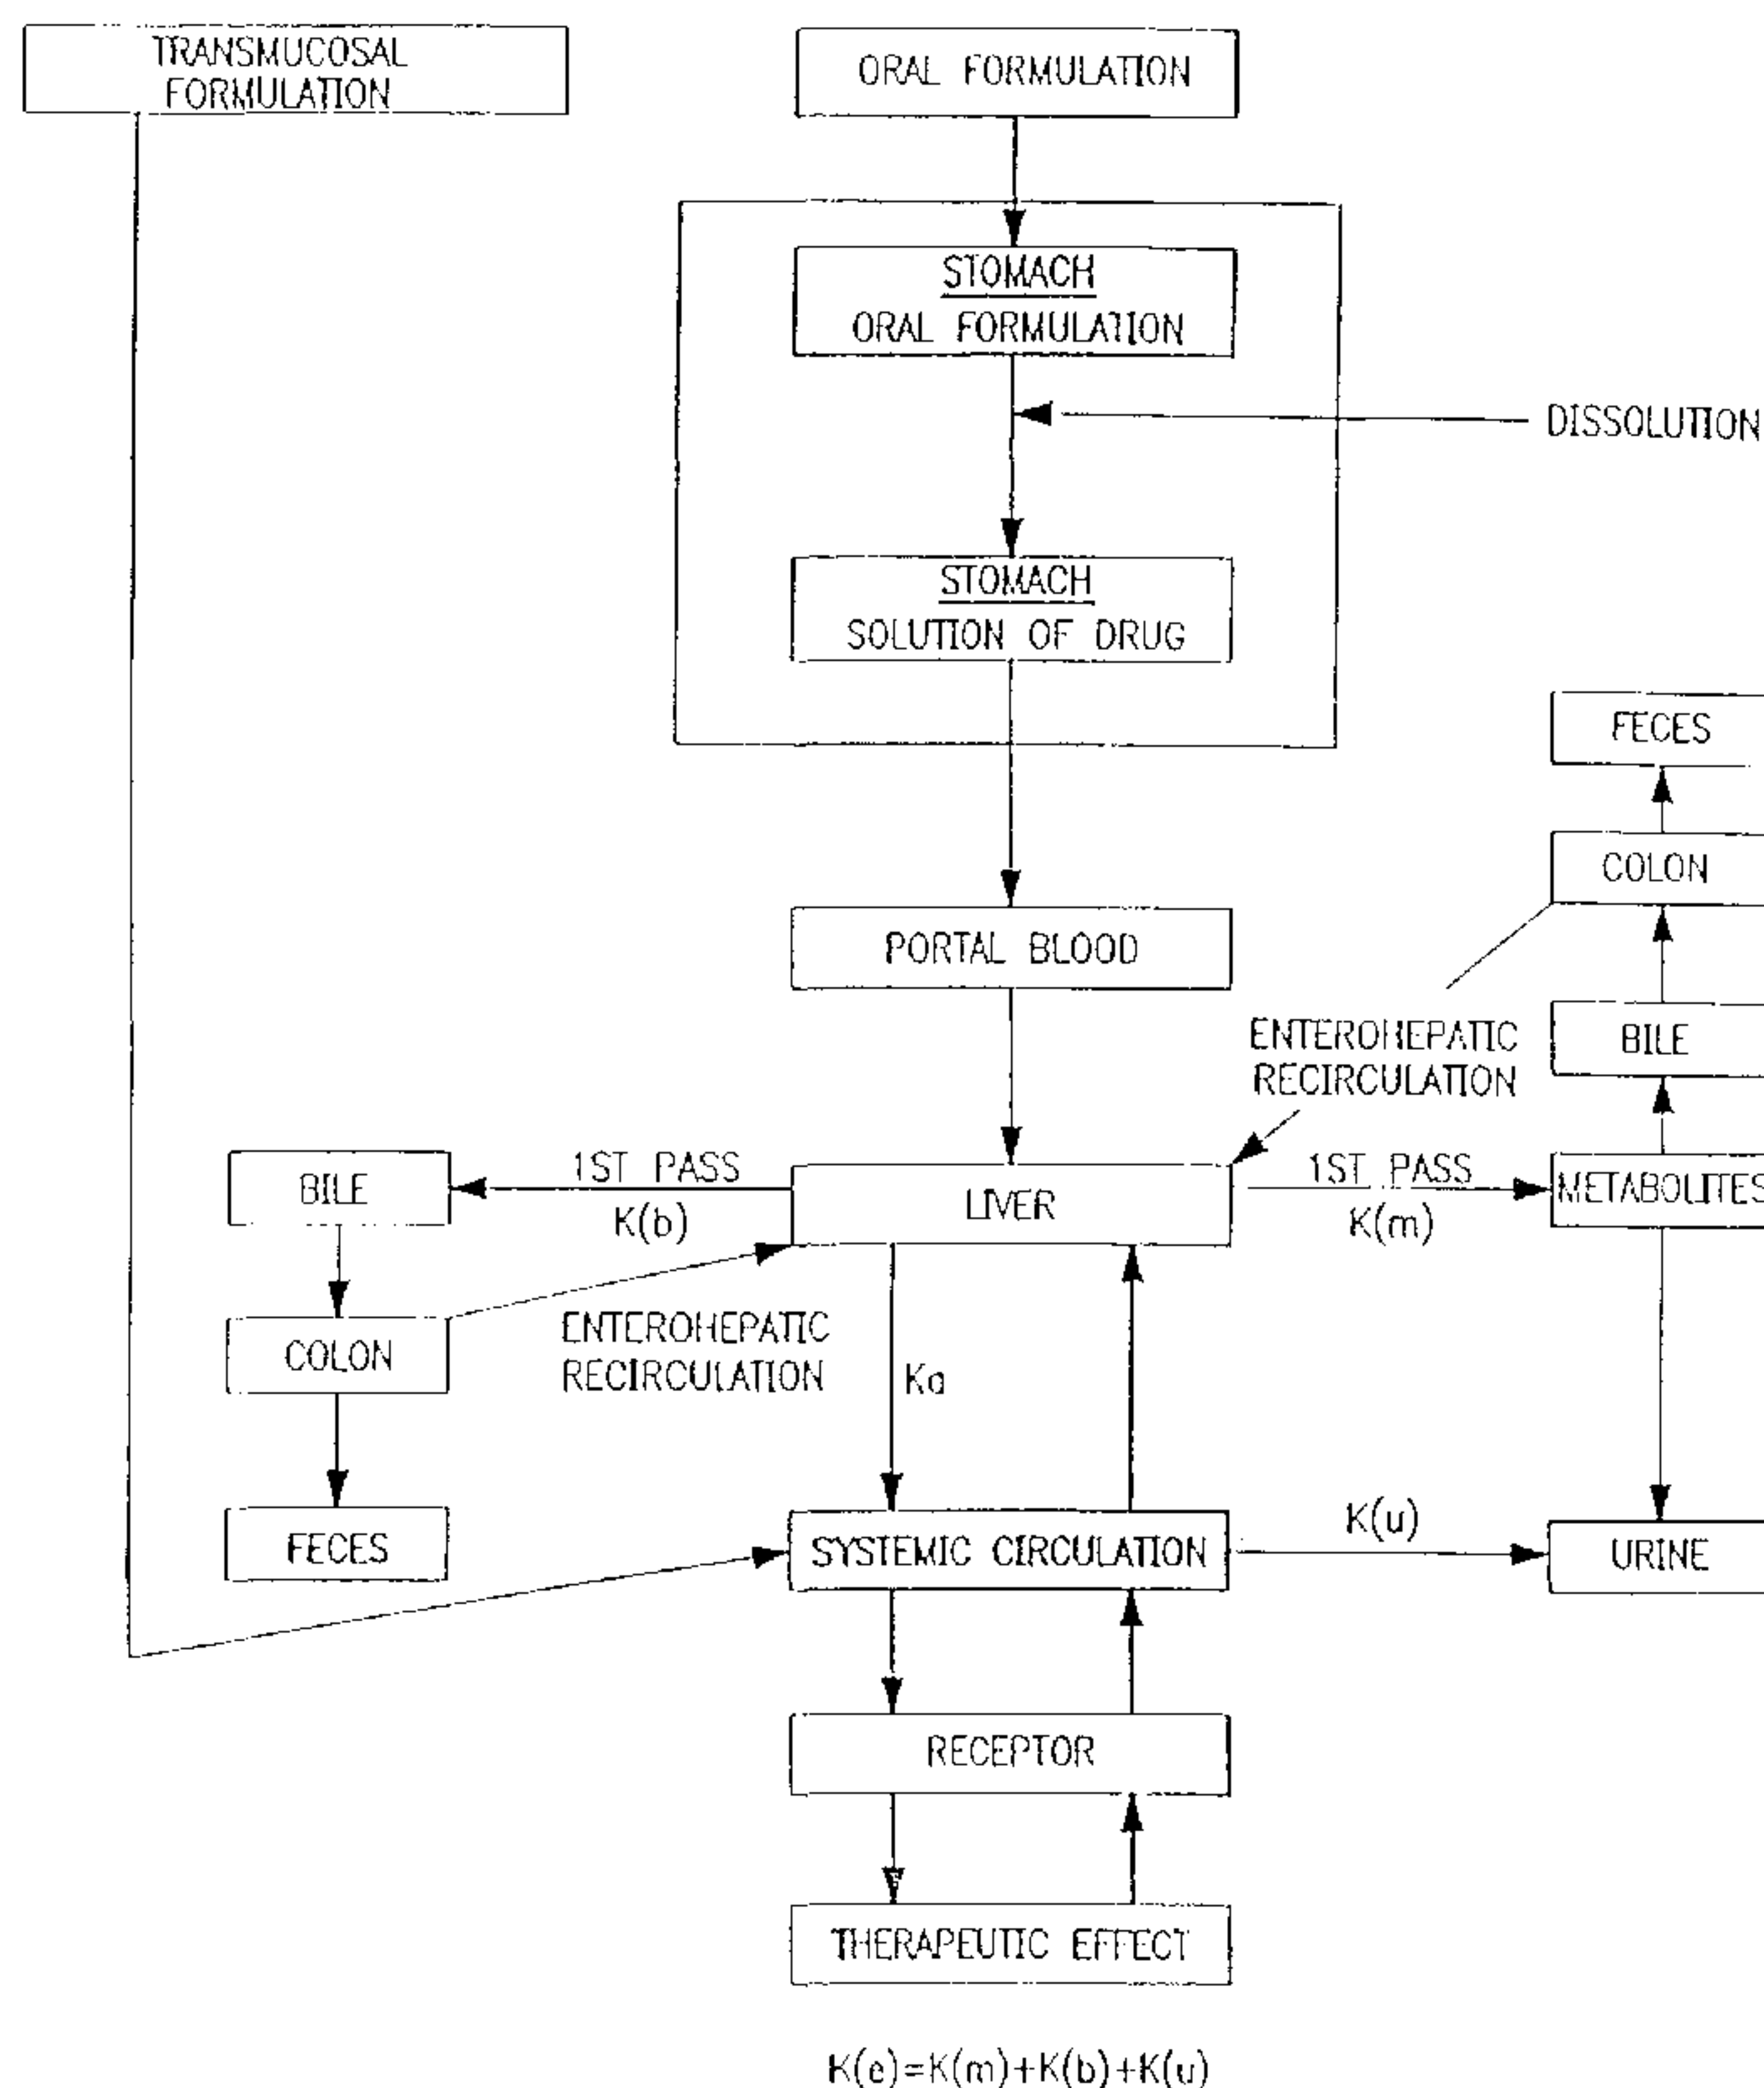 TRANSMUCOSAL
FORMULATION
ORAL FORMULATION
STOMACH
ORAL FORMULATION
DISSOLUTION
STOMACH
SOLUTION OF DRUG
FECES
COLON
PORTAL BLOOD
ENTEROHEPATIC
RECIRCULATION
BILE
BILE
1ST PASS
K(b)
LIVER
1ST PASS
K(m)
METABOLITES
COLON
ENTEROHEPATIC
RECIRCULATION
Ka
FECES
SYSTEMIC CIRCULATION
K(u)
URINE
RECEPTOR
THERAPEUTIC EFFECT
K(e)=K(m)+K(b)+K(u)